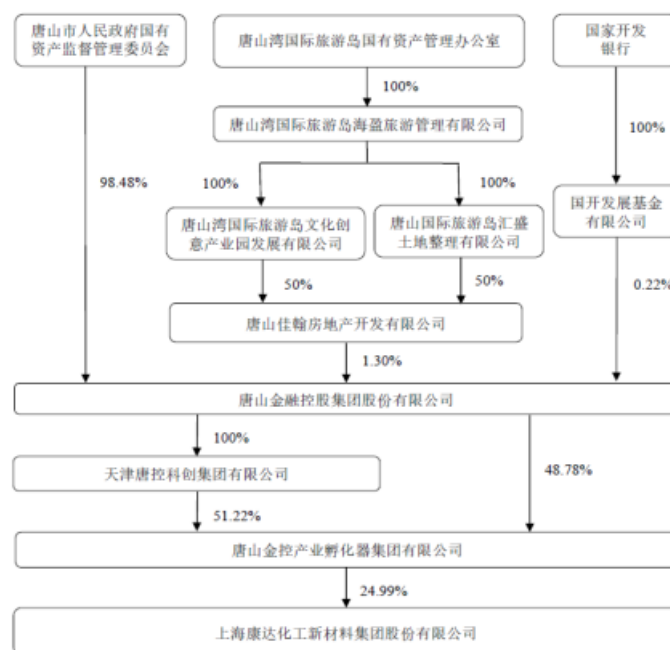 唐山市人民政府国有
资产监督管理委员会
唐山湾国际旅游岛国有资产管理办公室
国家开发
银行
100%
唐山湾国际旅游岛海盈旅游管理有限公司
100%
98.48%
100%
100%
唐山湾国际旅游岛文化创
意产业园发展有限公司
唐山国际旅游岛汇盛
土地整理有限公司
国开发展基金
有限公司
50%
50%
0.22%
唐山佳翰房地产开发有限公司
1.30%
唐山金融控股集团股份有限公司
100%
48.78%
天津唐控科创集团有限公司
51.22%
唐山金控产业孵化器集团有限公司
24.99%
上海康达化工新材料集团股份有限公司